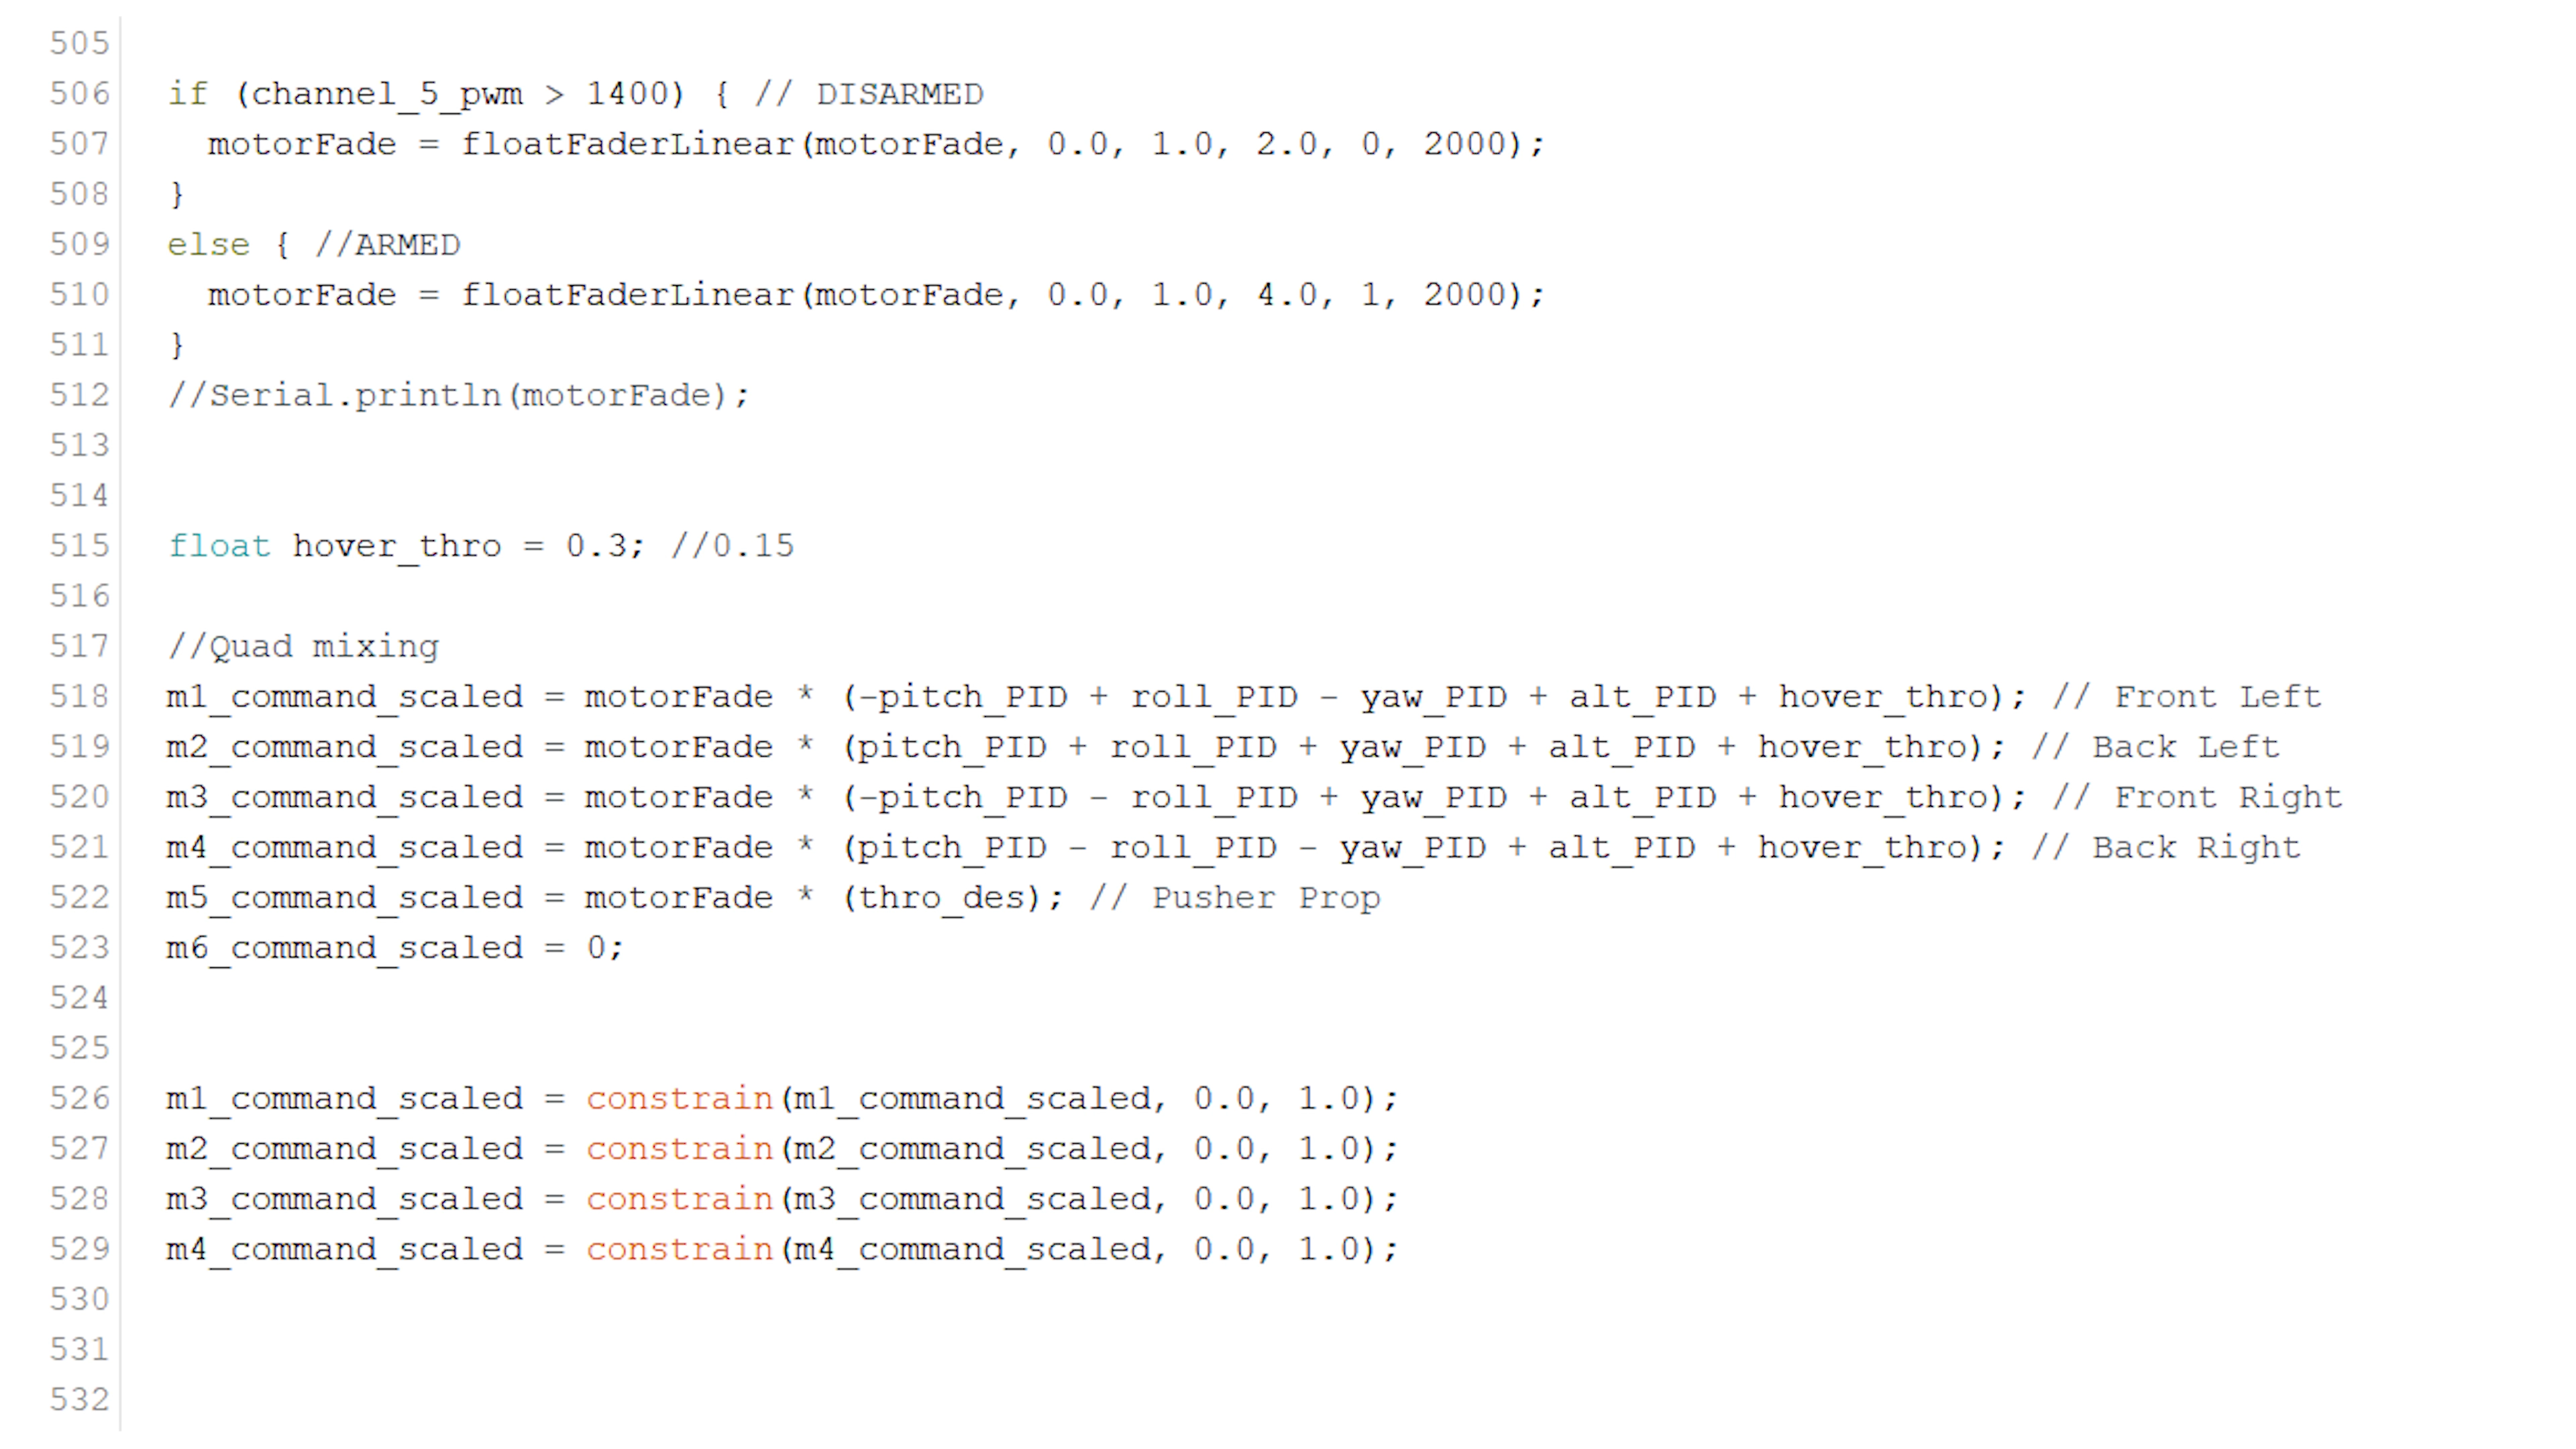 505
506 if (channel_5_pwm > 1400) { // DISARMED
507 motorFade = floatFaderLinear(motorFade, 0.0, 1.0, 2.0, 0, 2000);
508 }
509 else { //ARMED
510 motorFade = floatFaderLinear(motorFade, 0.0, 1.0, 4.0, 1, 2000);
511 }
512 //Serial.println(motorFade);
513
514
515 float hover_thro = 0.3; //0.15
516
517 //Quad mixing
518 m1_command_scaled = motorFade * (-pitch_PID + roll_PID - yaw_PID + alt_PID + hover_thro); // Front Left
519 m2_command_scaled = motorFade * (pitch_PID + roll_PID + yaw_PID + alt_PID + hover_thro); // Back Left
520 m3_command_scaled = motorFade * (-pitch_PID - roll_PID + yaw_PID + alt_PID + hover_thro); // Front Right
521 m4_command_scaled = motorFade * (pitch_PID - roll_PID - yaw_PID + alt_PID + hover_thro); // Back Right
522 m5_command_scaled = motorFade * (thro_des); // Pusher Prop
523 m6_command_scaled = 0;
524
525
526 m1_command_scaled = constrain(m1_command_scaled, 0.0, 1.0);
527 m2_command_scaled = constrain(m2_command_scaled, 0.0, 1.0);
528 m3_command_scaled = constrain(m3_command_scaled, 0.0, 1.0);
529 m4_command_scaled = constrain(m4_command_scaled, 0.0, 1.0);
530
531
532